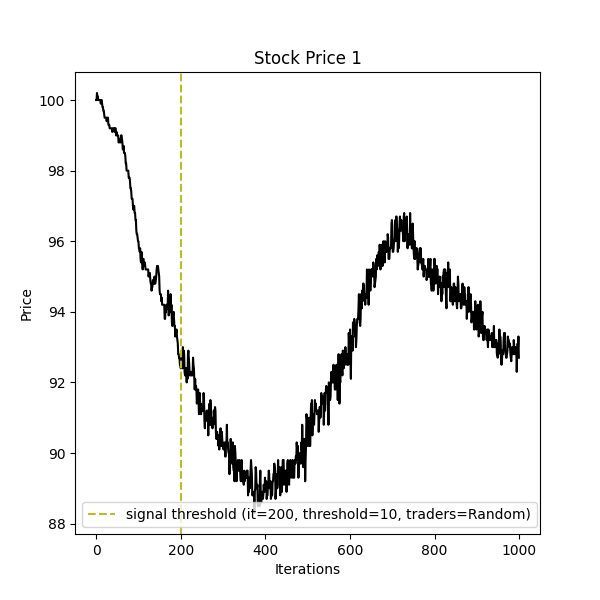 Stock Price 1
Price
100
98
96
94
92
90
88
signal threshold (it=200, threshold=10, traders=Random)
0 200 400 600 800 1000
Iterations